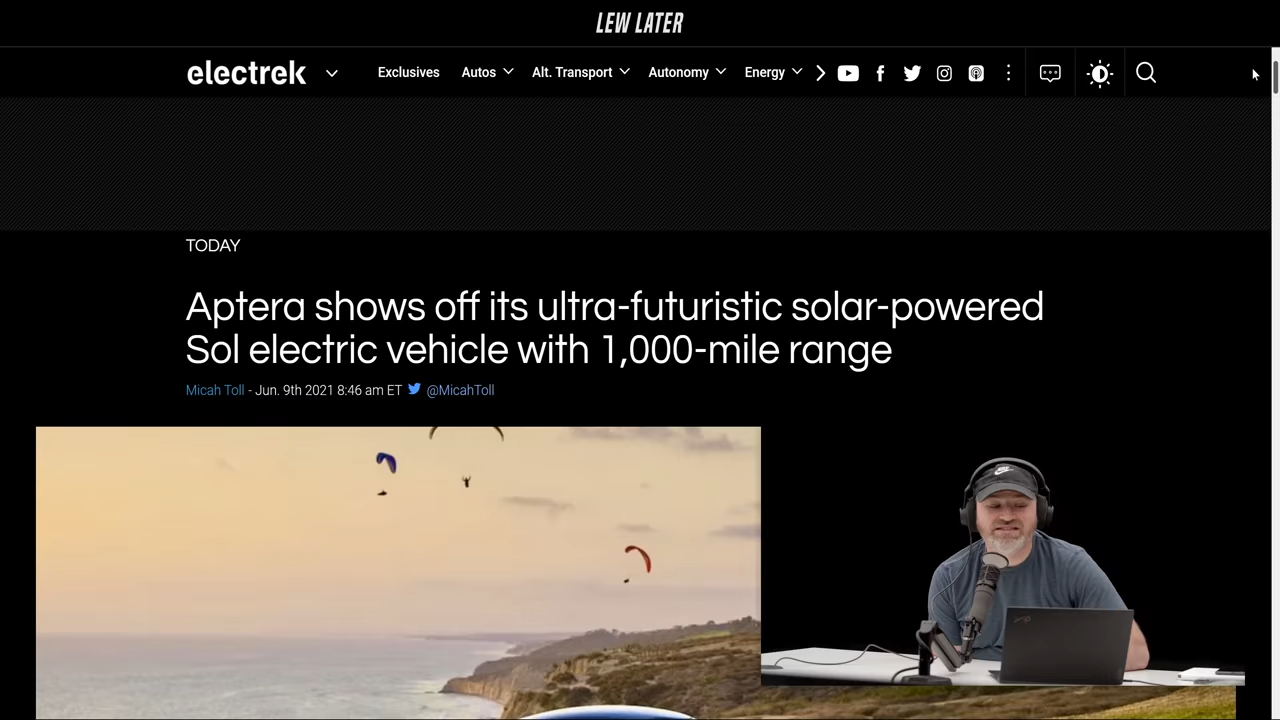 LEW LATER
electrek
Exclusives Autos Alt. Transport Autonomy Energy
TODAY
Aptera shows off its ultra-futuristic solar-powered
Sol electric vehicle with 1,000-mile range
Micah Toll - Jun. 9th 2021 8:46 am ET @MicahToll